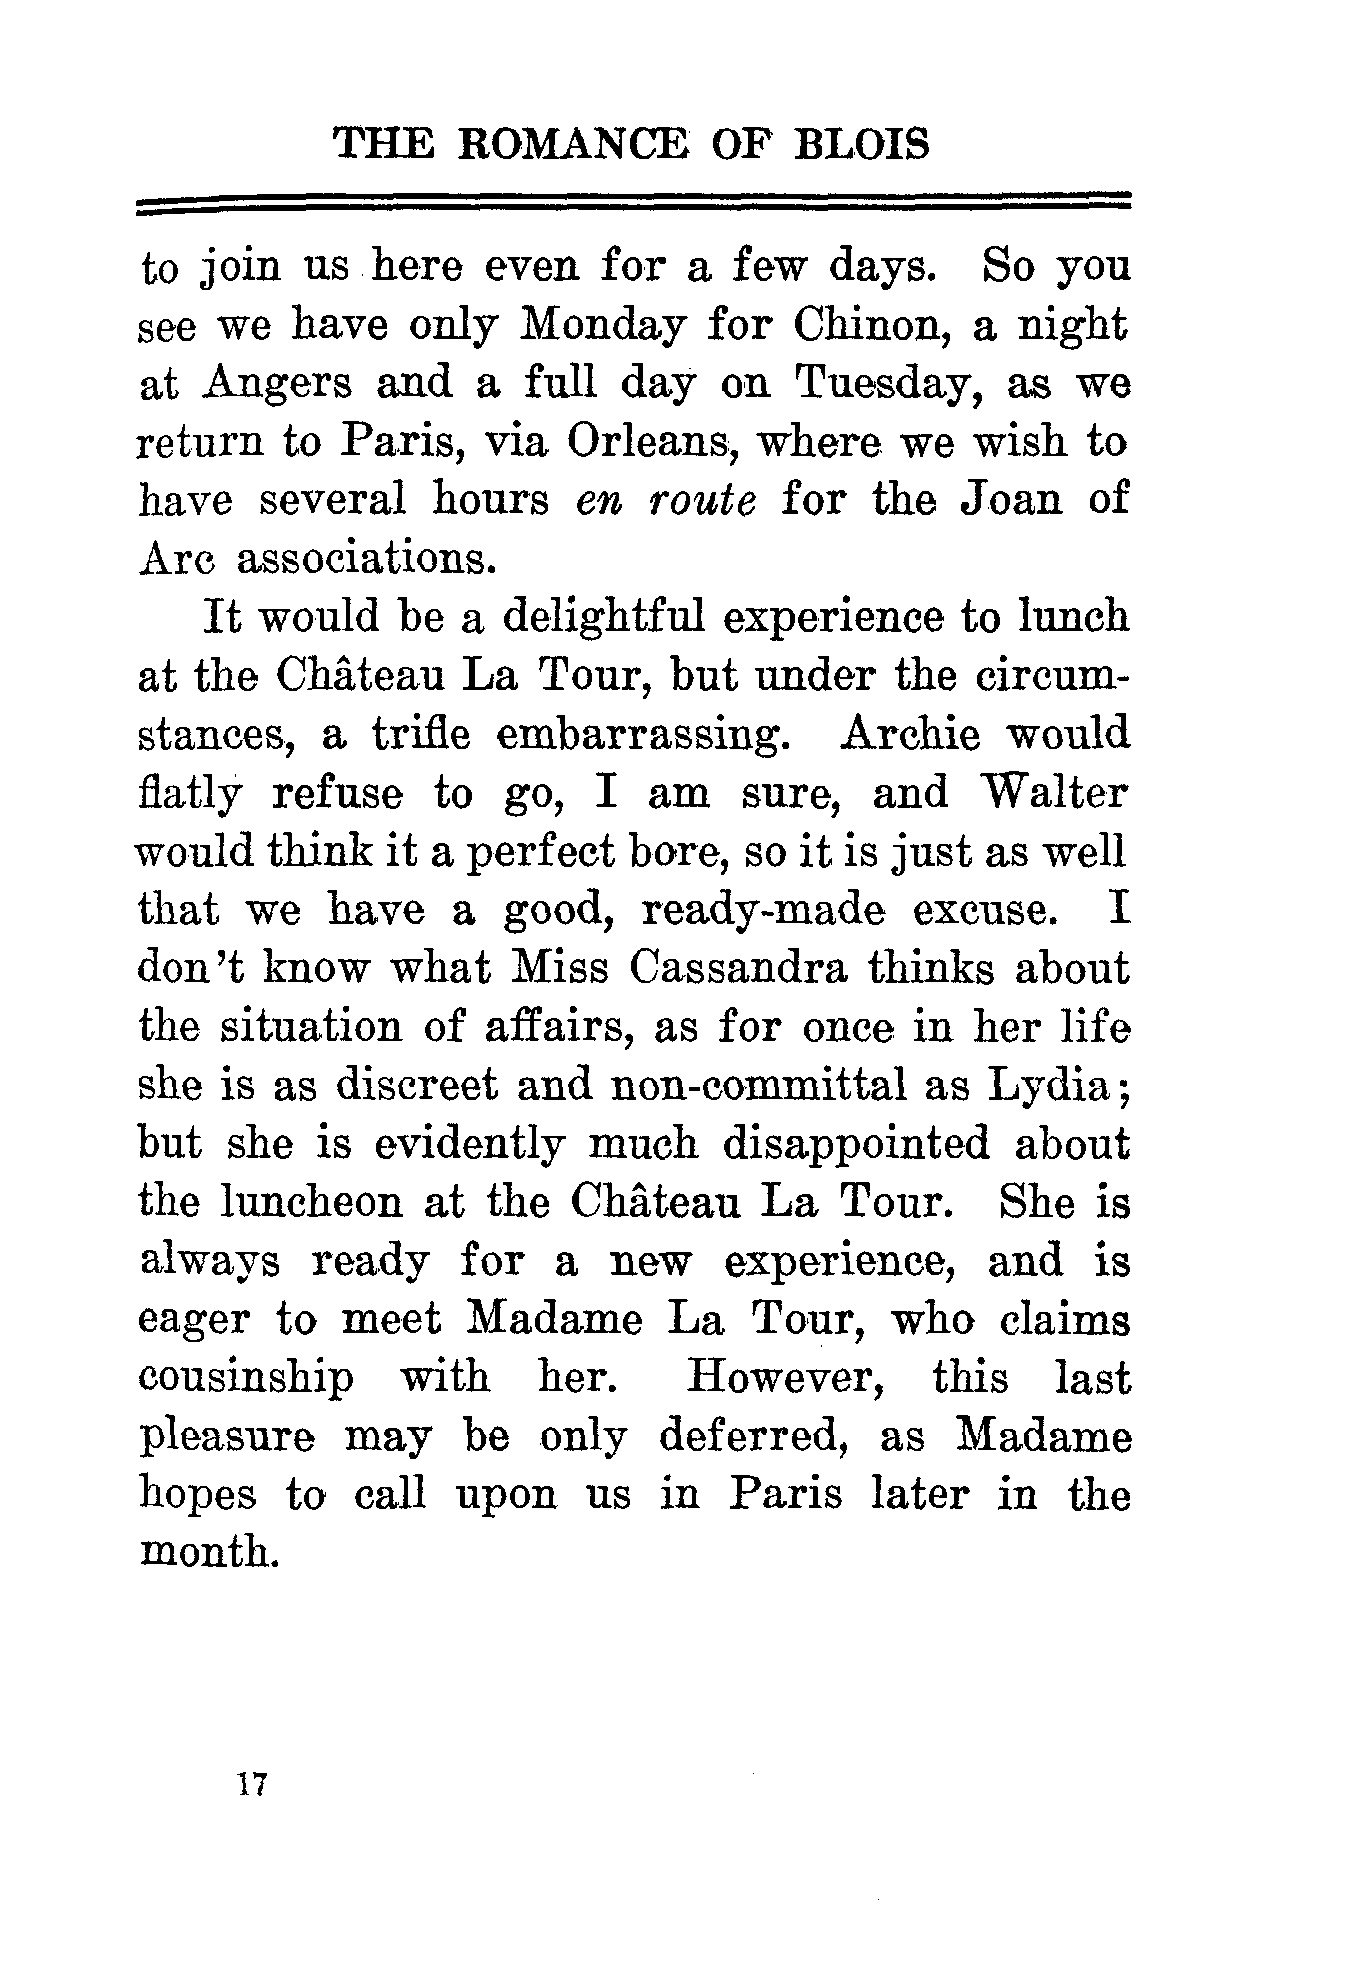 THE ROMANCE OF BLOIS
to join us here even for a few days. So you
see we have only Monday for Chinon, a night
at Angers and a full day on Tuesday, as we
return to Paris, via Orleans, where we wish to
have several hours en route for the Joan of
Arc associations.
It would be a delightful experience to lunch
at the Château La Tour, but under the circum-
stances, a trifle embarrassing. Archie would
flatly refuse to go, I am sure, and Walter
would think it a perfect bore, so it is just as well
that we have a good, ready-made excuse. I
don't know what Miss Cassandra thinks about
the situation of affairs, as for once in her life
she is as discreet and non-committal as Lydia;
but she is evidently much disappointed about
the luncheon at the Château La Tour. She is
always ready for a new experience, and is
eager to meet Madame La Tour, who claims
cousinship with her. However, this last
pleasure may be only deferred, as Madame
hopes to call upon us in Paris later in the
month.
17